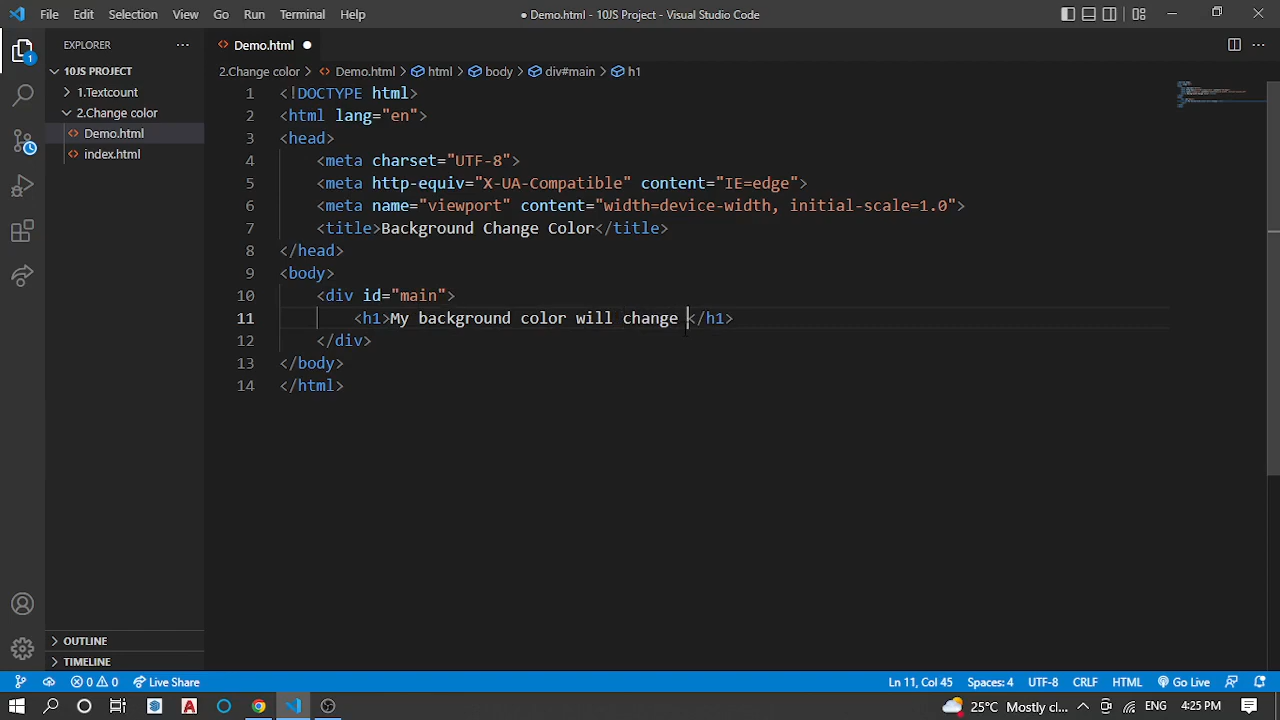 File Edit Selection View Go Run Terminal Help ● Demo.html - 10JS Project - Visual Studio Code
EXPLORER ···
Demo.html ●
10JS PROJECT
2.Change color > Demo.html > html > body > div#main > h1
1.Textcount
2.Change color
Demo.html
index.html
1 <!DOCTYPE html>
2 <html lang="en">
3 <head>
4 <meta charset="UTF-8">
5 <meta http-equiv="X-UA-Compatible" content="IE=edge">
6 <meta name="viewport" content="width=device-width, initial-scale=1.0">
7 <title>Background Change Color</title>
8 </head>
9 <body>
10 <div id="main">
11 <h1>My background color will change </h1>
12 </div>
13 </body>
14 </html>
1
OUTLINE
TIMELINE
0 0 Live Share Ln 11, Col 45 Spaces: 4 UTF-8 CRLF HTML Go Live
25°C Mostly cl... ENG 4:25 PM